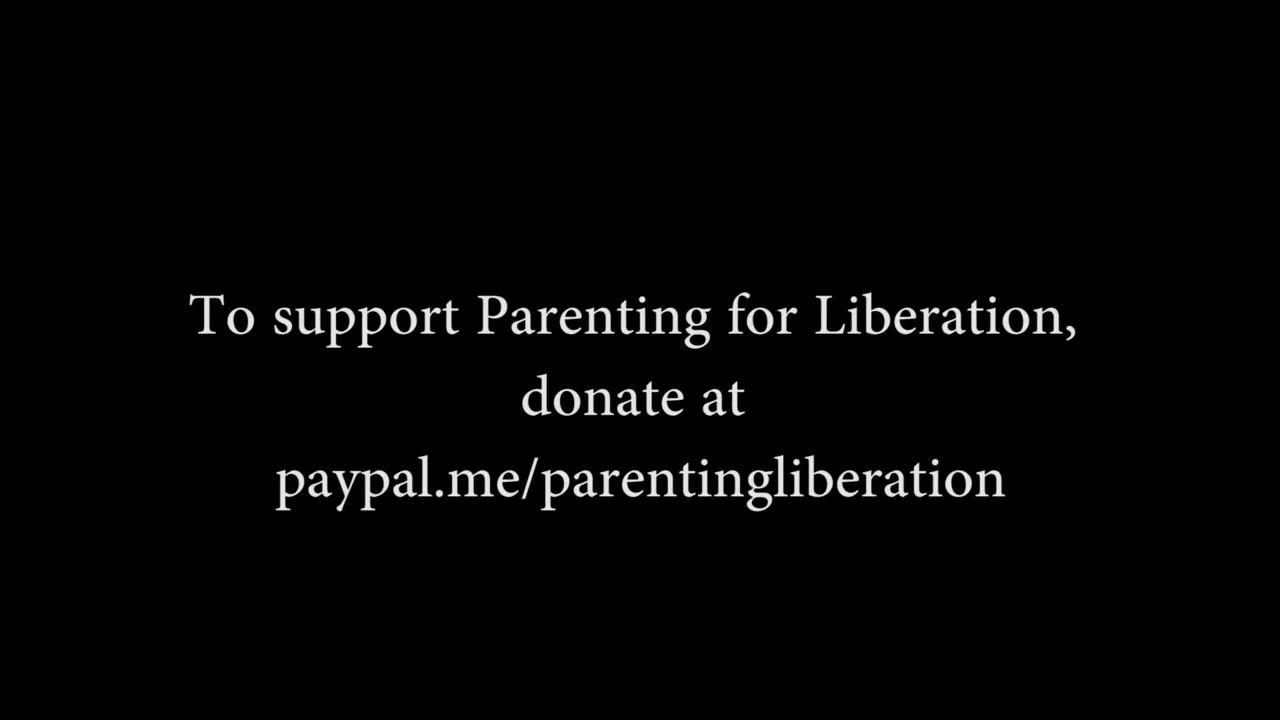 To support Parenting for Liberation,
donate at
paypal.me/parentingliberation